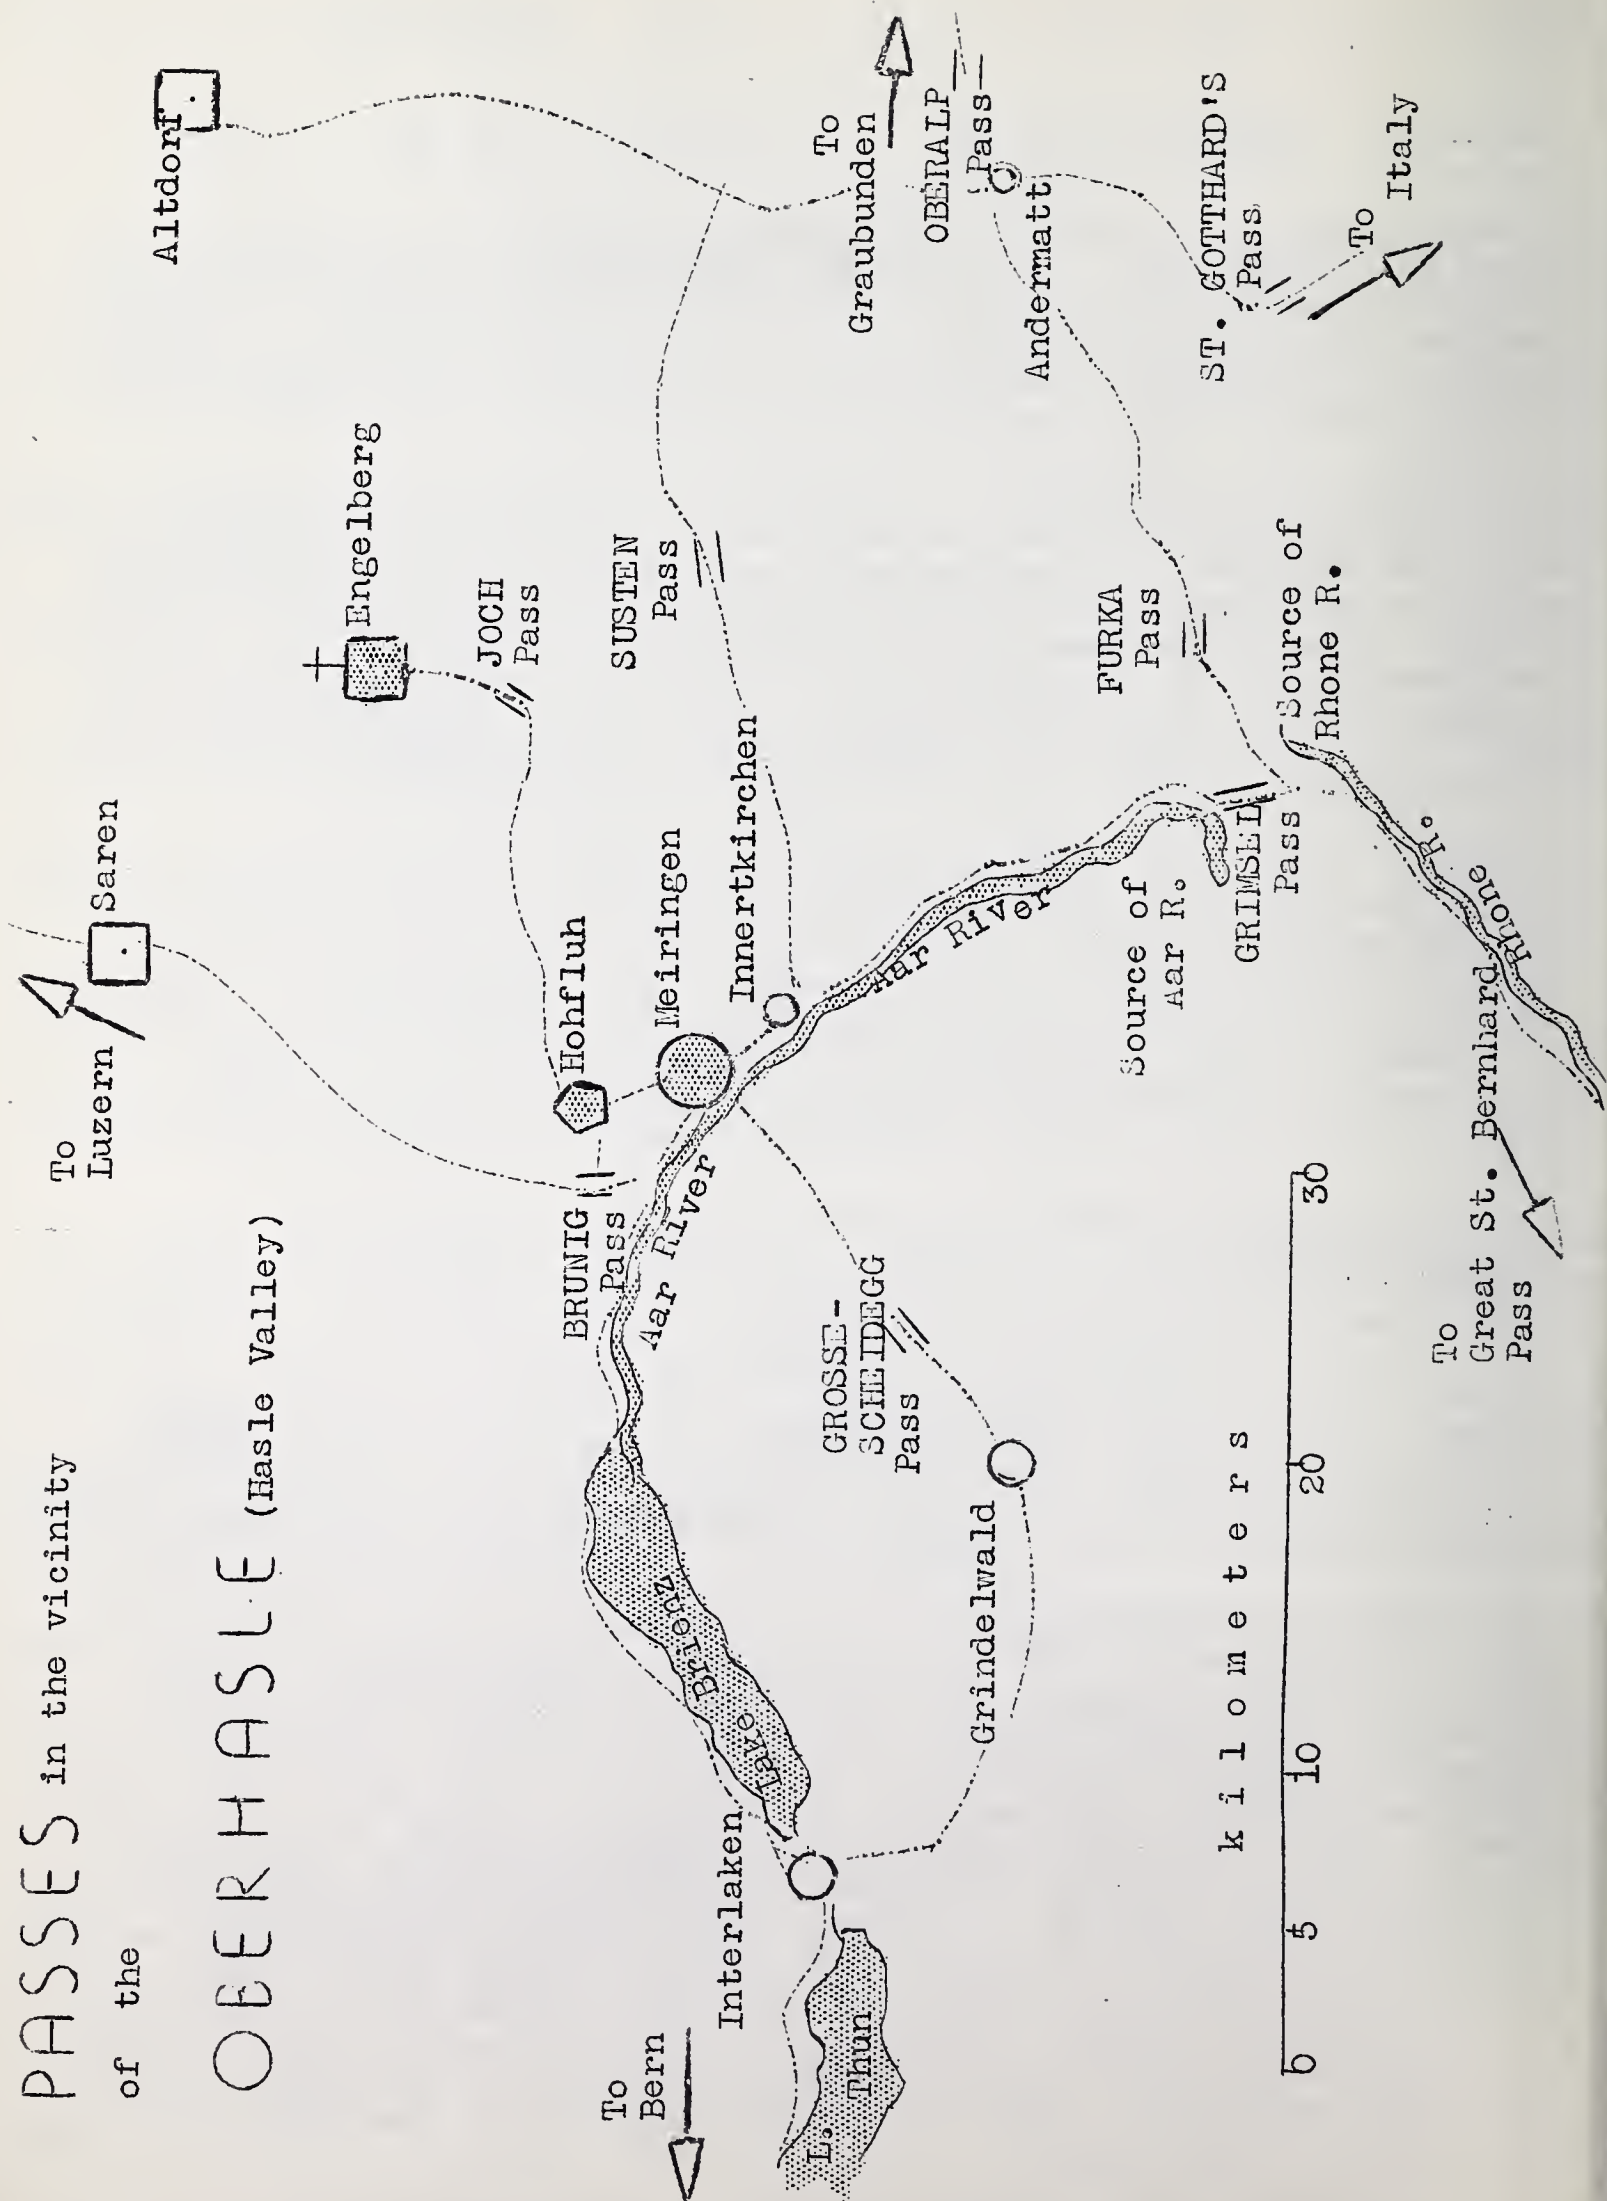 PASSES in the vicinity
of the
OBERHASLE (Hasle Valley)
To
Luzern
Saren
Altdorf
Engelberg
JOCH
Pass
Hohfluh
BRUNIG
Pass
Meiringen
SUSTEN
Pass
Innertkirchen
Aar River
Aar River
To
Bern
Interlaken
Lake Brienz
L. Thun
GROSSE-
SCHEIDEGG
Pass
Grindelwald
To
Graubunden
OBERALP
Pass
Andermatt
FURKA
Pass
ST. GOTTHARD'S
Pass
To
Italy
Source of
Aar R.
GRIMSEL
Pass
Source of
Rhone R.
Rhone R.
To
Great St. Bernhard
Pass
kilometers
0 5 10 20 30